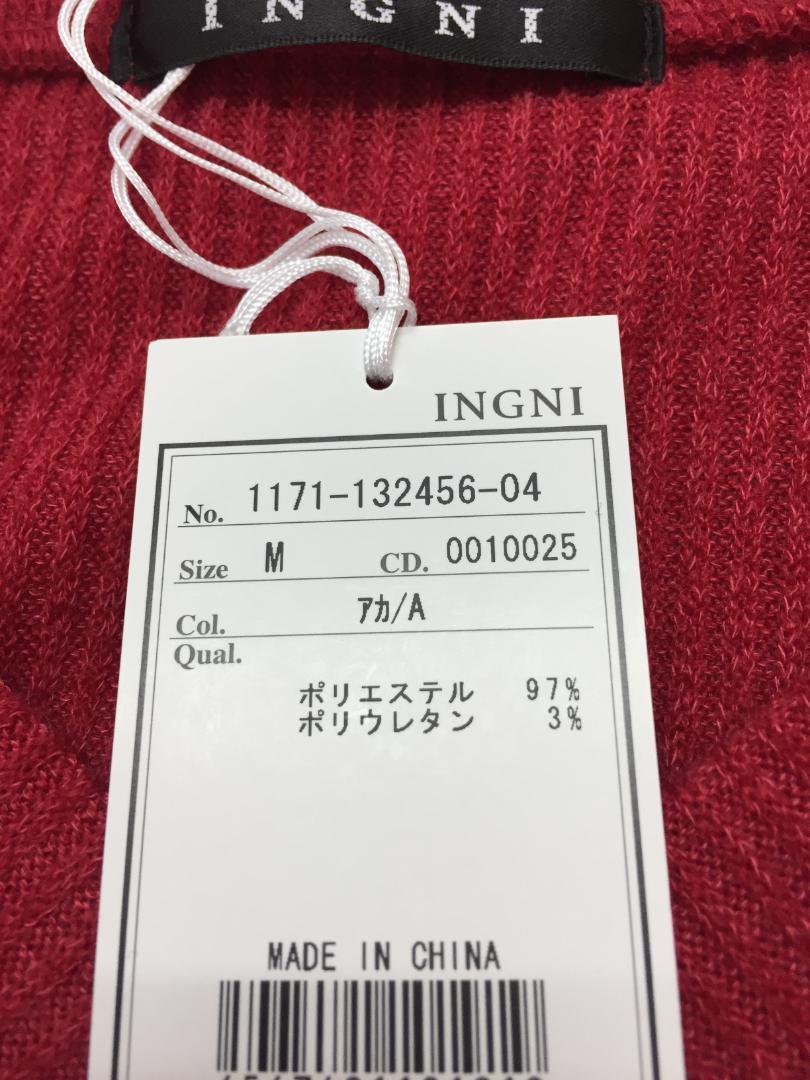 INGNI
INGNI
No. 1171-132456-04
Size M CD. 0010025
Col. ｱｶ/A
Qual.
ポリエステル 97%
ポリウレタン 3%
MADE IN CHINA